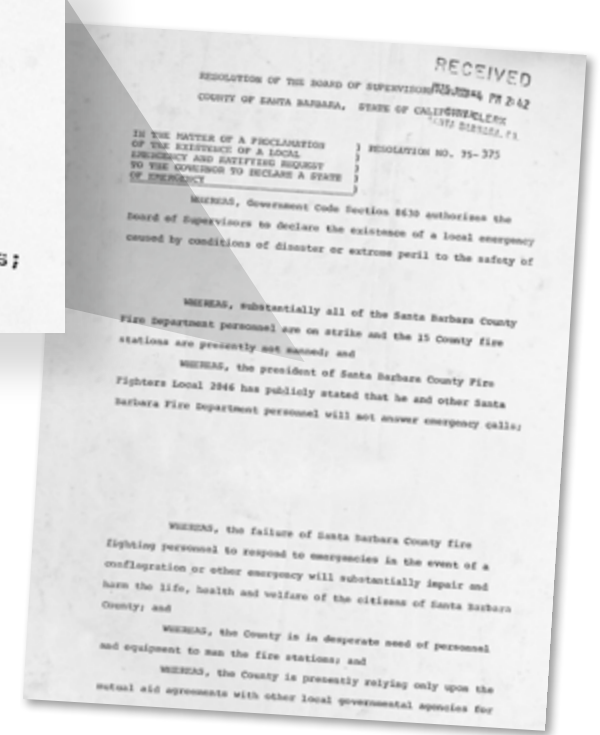 s;
RECEIVED
RESOLUTION OF THE BOARD OF SUPERVISORS
PM 2:42
COUNTY OF SANTA BARBARA, STATE OF CALIFORNIA
CLERK
SANTA BARBARA, CA.
IN THE MATTER OF A PROCLAMATION )
OF THE EXISTENCE OF A LOCAL ) RESOLUTION NO. 75-375
EMERGENCY AND RATIFYING REQUEST )
TO THE GOVERNOR TO DECLARE A STATE )
OF EMERGENCY )
WHEREAS, Government Code Section 8630 authorizes the
Board of Supervisors to declare the existence of a local emergency
caused by conditions of disaster or extreme peril to the safety of
WHEREAS, substantially all of the Santa Barbara County
Fire Department personnel are on strike and the 15 County fire
stations are presently not manned; and
WHEREAS, the president of Santa Barbara County Fire
Fighters Local 2046 has publicly stated that he and other Santa
Barbara Fire Department personnel will not answer emergency calls;
WHEREAS, the failure of Santa Barbara County fire
fighting personnel to respond to emergencies in the event of a
conflagration or other emergency will substantially impair and
harm the life, health and welfare of the citizens of Santa Barbara
County; and
WHEREAS, the County is in desperate need of personnel
and equipment to man the fire stations; and
WHEREAS, the County is presently relying only upon the
mutual aid agreements with other local governmental agencies for